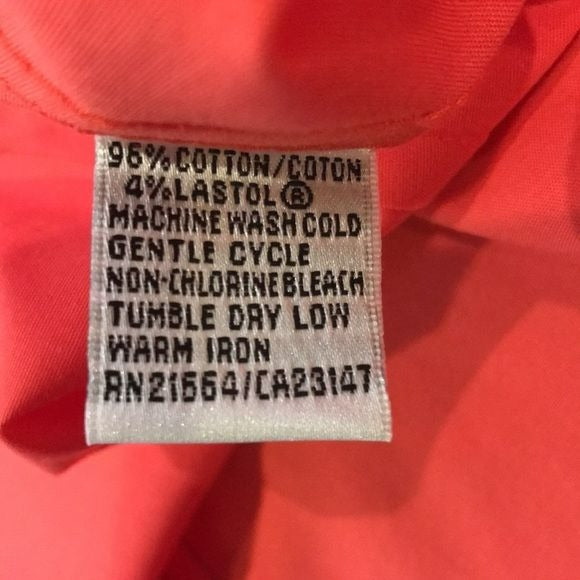 96% COTTON/COTON
4% LASTOL®
MACHINE WASH COLD
GENTLE CYCLE
NON-CHLORINE BLEACH
TUMBLE DRY LOW
WARM IRON
RN21664/CA23147